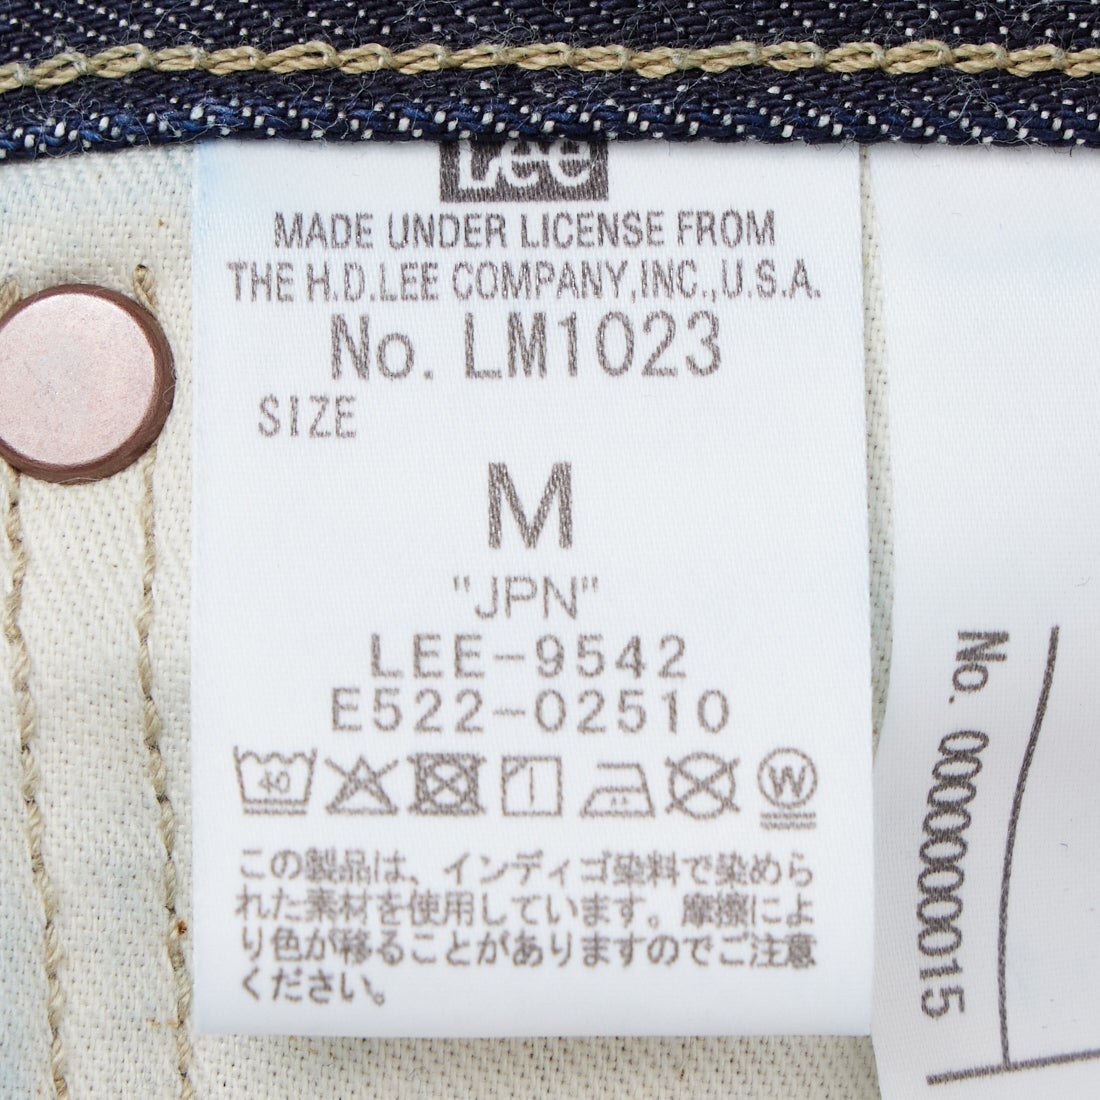 Lee
MADE UNDER LICENSE FROM
THE H.D.LEE COMPANY,INC.,U.S.A.
No. LM1023
SIZE
M
"JPN"
LEE-9542
E522-02510
40
W
この製品は、インディゴ染料で染めら
れた素材を使用しています。摩擦によ
り色が移ることがありますのでご注意
ください。
No. 0000000015